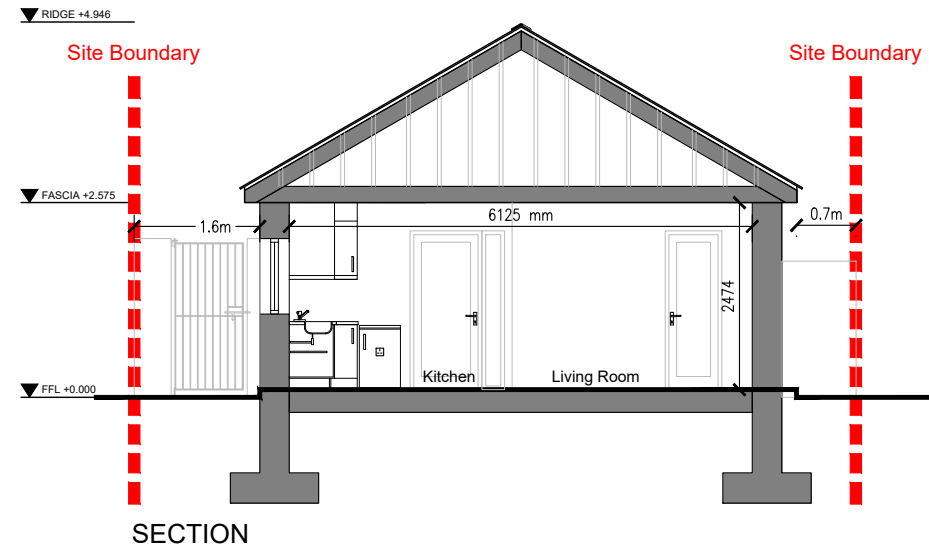 RIDGE +4.946
Site Boundary
Site Boundary
FASCIA +2.575
1.6m
6125 mm
0.7m
2474
Kitchen
Living Room
FFL +0.000
SECTION